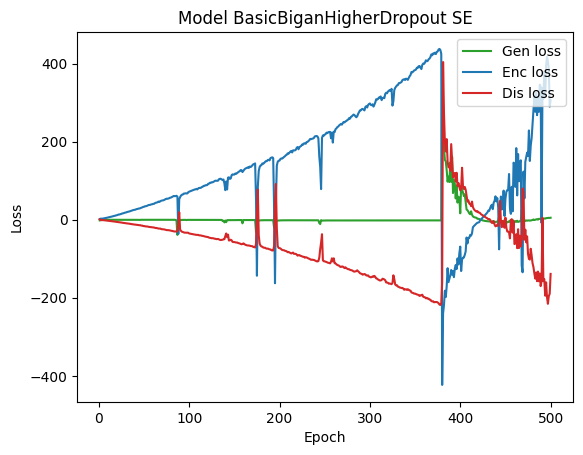 Model BasicBiganHigherDropout SE
Gen loss
Enc loss
Dis loss
400
200
0
−200
−400
Loss
0
100
200
300
400
500
Epoch